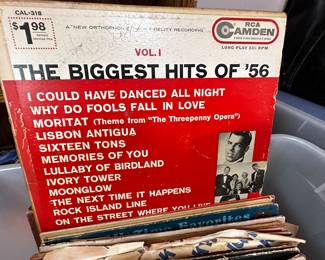 CAL-318
A "NEW ORTHOPHONIC" HIGH FIDELITY RECORDING
RCA
CAMDEN
$1.98
LONG PLAY 33⅓ RPM
VOL. I
THE BIGGEST HITS OF '56
I COULD HAVE DANCED ALL NIGHT
WHY DO FOOLS FALL IN LOVE
MORITAT (Theme from "The Threepenny Opera")
LISBON ANTIGUA
SIXTEEN TONS
MEMORIES OF YOU
LULLABY OF BIRDLAND
IVORY TOWER
MOONGLOW
THE NEXT TIME IT HAPPENS
ROCK ISLAND LINE
ON THE STREET WHERE YOU LIVE
Time Favorites